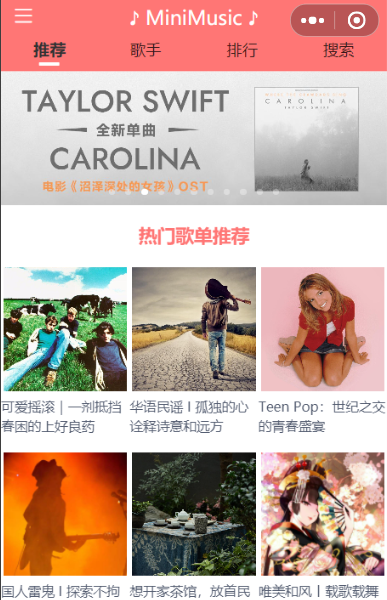 ♪ MiniMusic ♪
推荐 歌手 排行 搜索
TAYLOR SWIFT
全新单曲
CAROLINA
电影《沼泽深处的女孩》OST
CAROLINA
TAYLOR SWIFT
热门歌单推荐
可爱摇滚｜一剂抵挡
春困的上好良药
华语民谣 I 孤独的心
诠释诗意和远方
Teen Pop：世纪之交
的青春盛宴
国人雷鬼 I 探索不拘
想开家茶馆，放首民
唯美和风丨载歌载舞